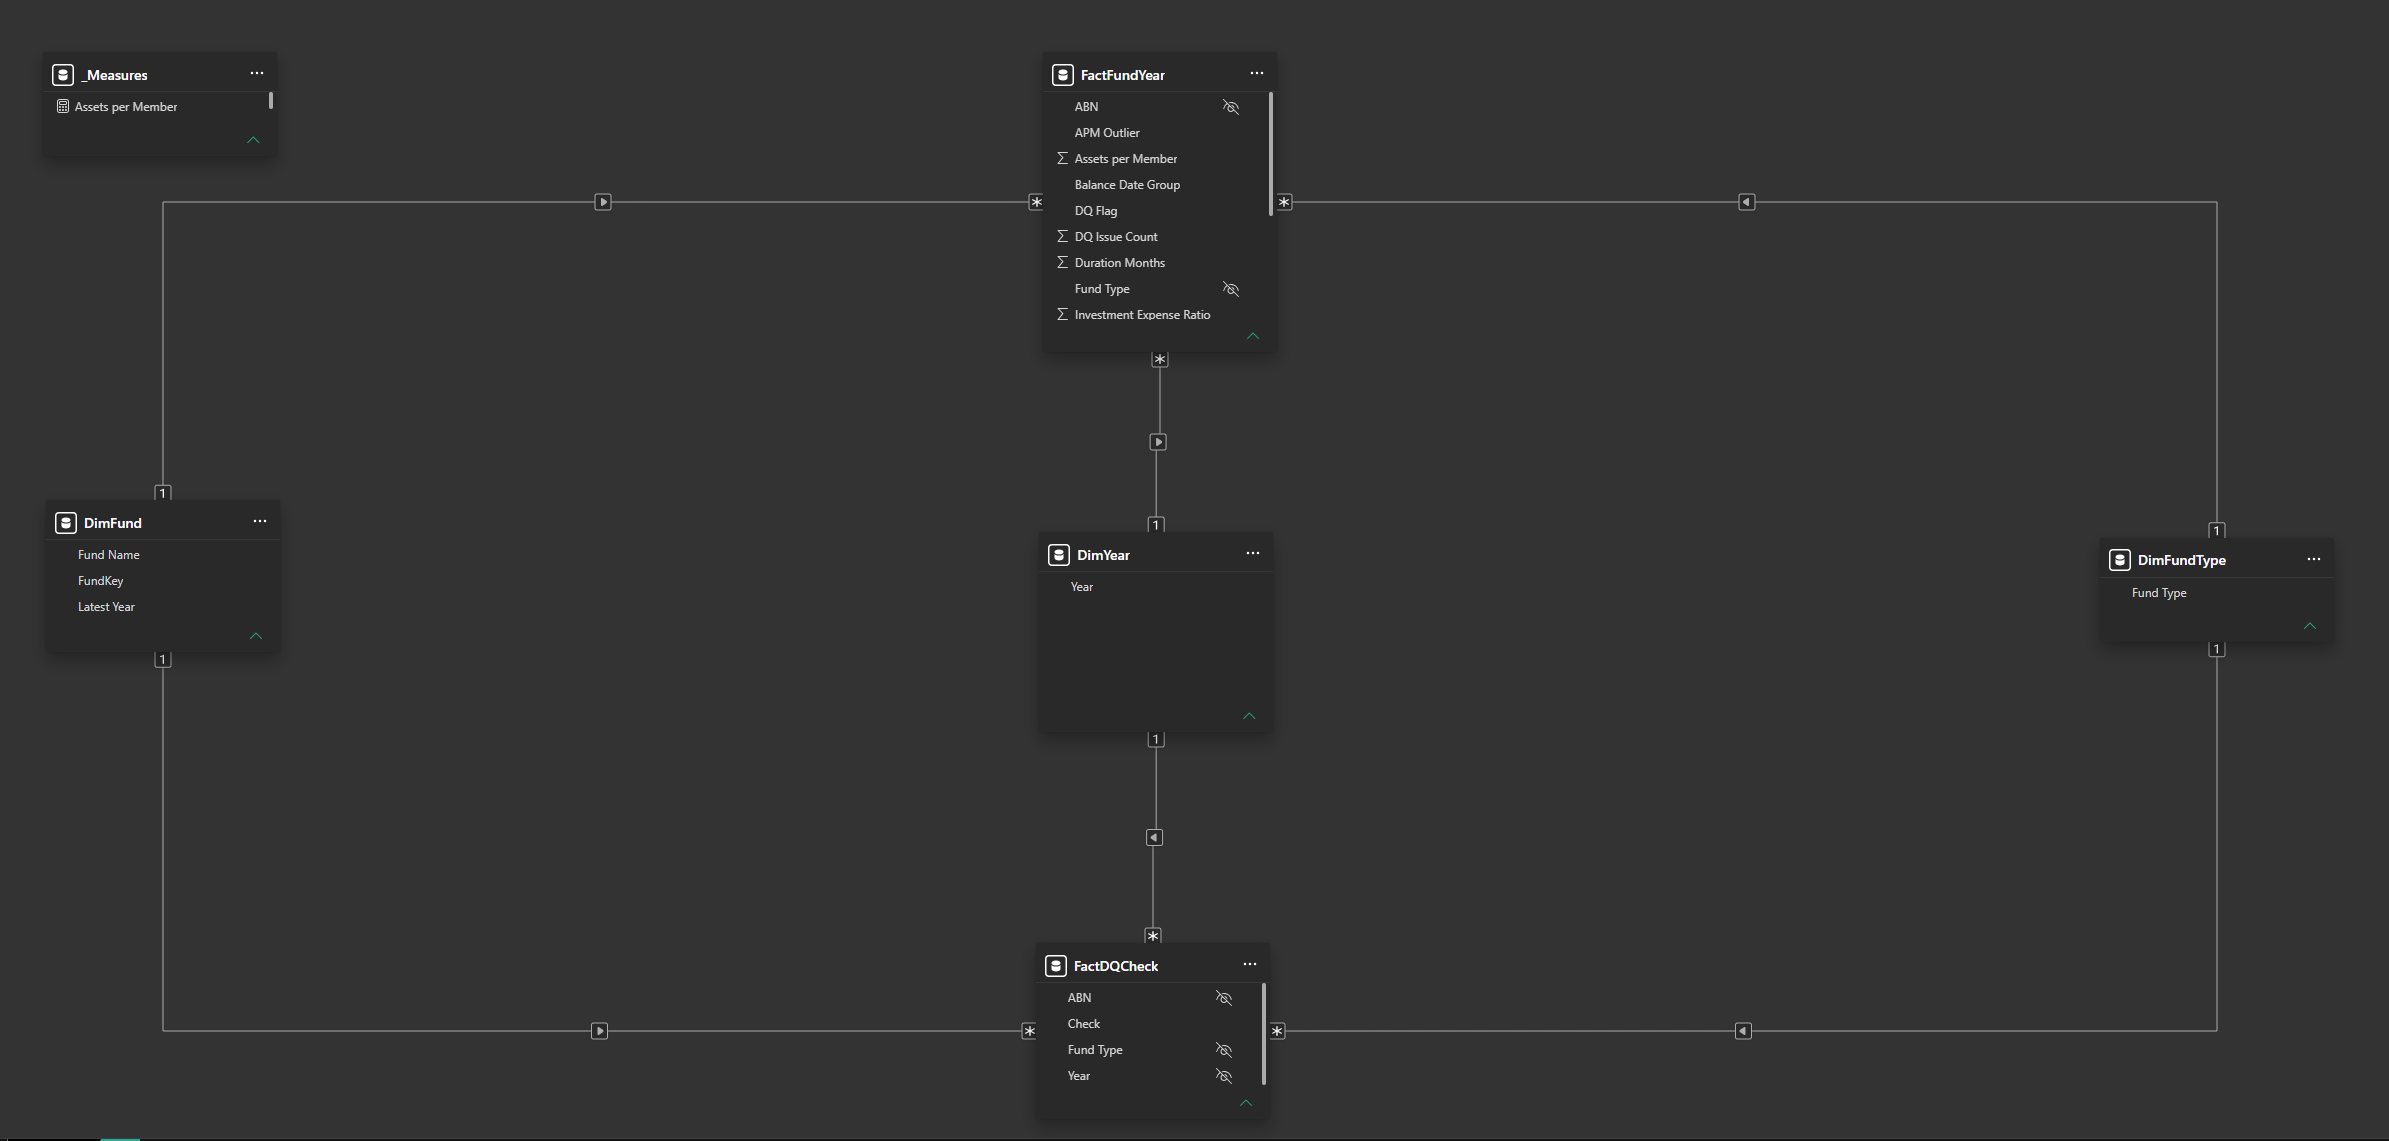 _Measures
Assets per Member
FactFundYear
ABN
APM Outlier
Assets per Member
Balance Date Group
DQ Flag
DQ Issue Count
Duration Months
Fund Type
Investment Expense Ratio
*
*
*
1
DimFund
Fund Name
FundKey
Latest Year
1
1
DimYear
Year
1
1
DimFundType
Fund Type
1
*
FactDQCheck
ABN
Check
Fund Type
Year
*
*